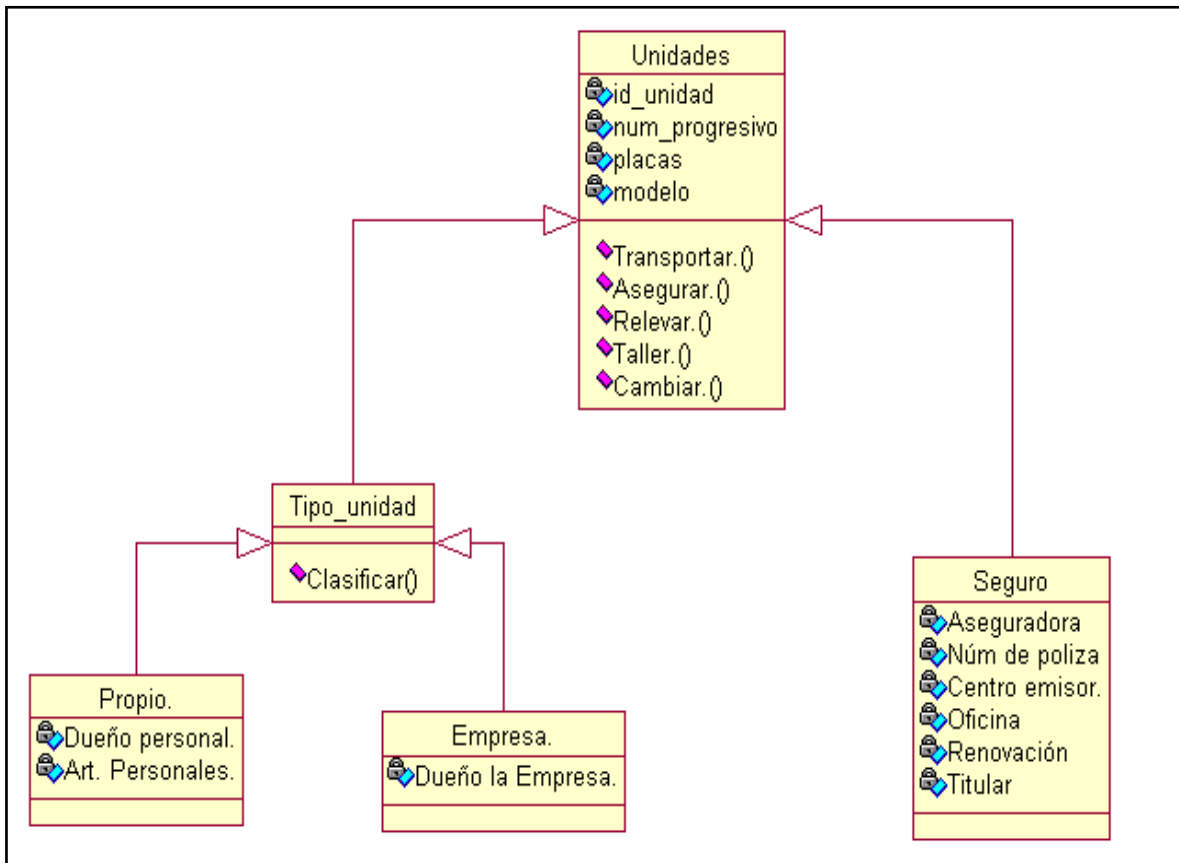 Unidades
id_unidad
num_progresivo
placas
modelo
Transportar.()
Asegurar.()
Relevar.()
Taller.()
Cambiar.()
Tipo_unidad
Clasificar()
Propio.
Dueño personal.
Art. Personales.
Empresa.
Dueño la Empresa.
Seguro
Aseguradora
Núm de poliza
Centro emisor.
Oficina
Renovación
Titular